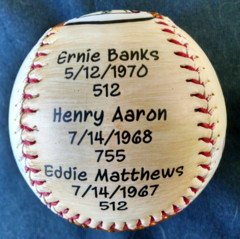 Ernie Banks
5/12/1970
512
Henry Aaron
7/14/1968
755
Eddie Matthews
7/14/1967
512